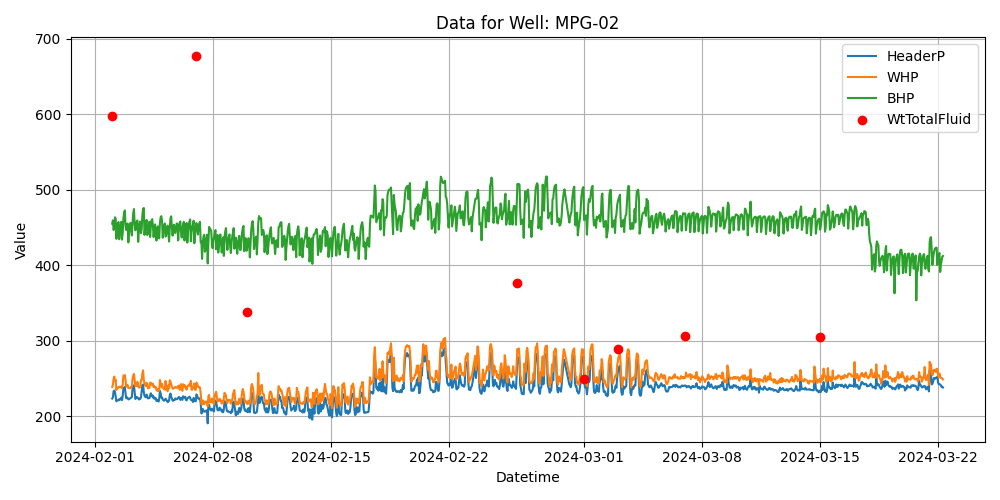 Data for Well: MPG-02
HeaderP
WHP
BHP
WtTotalFluid
Value
700
600
500
400
300
200
2024-02-01
2024-02-08
2024-02-15
2024-02-22
2024-03-01
2024-03-08
2024-03-15
2024-03-22
Datetime